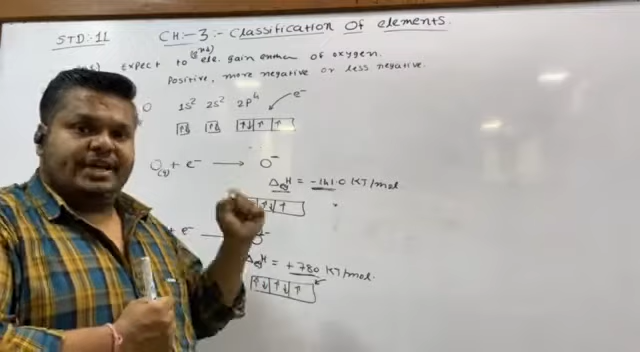 STD:-11 CH:-3:- Classification Of elements.
Expect to (2nd) ele. gain of oxygen.
Positive, more negative or less negative.
O 1s² 2s² 2p⁴ e⁻
↑↓ ↑↓ ↑↓ ↑ ↑
O(g) + e⁻ → O⁻
ΔegH = -141.0 KJ/mol
↑↓ ↑
+ e⁻ →
ΔegH = +780 KJ/mol.
↑↓ ↑↓ ↑